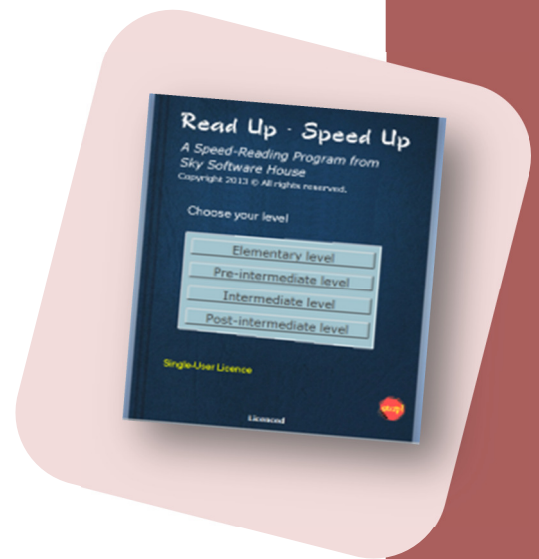 Read Up - Speed Up
A Speed-Reading Program from
Sky Software House
Copyright 2013 © All rights reserved.
Choose your level
Elementary level
Pre-intermediate level
Intermediate level
Post-intermediate level
Single-User Licence
Licenced